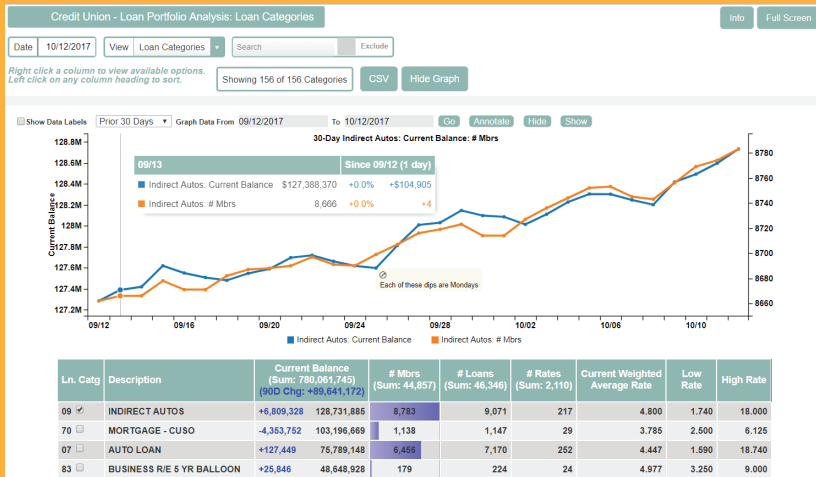 Credit Union - Loan Portfolio Analysis: Loan Categories
Info Full Screen
Date 10/12/2017 View Loan Categories Search Exclude
Right click a column to view available options.
Left click on any column heading to sort.
Showing 156 of 156 Categories CSV Hide Graph
Show Data Labels Prior 30 Days Graph Data From 09/12/2017 To 10/12/2017 Go Annotate Hide Show
30-Day Indirect Autos: Current Balance: # Mbrs
128.8M
128.6M
128.4M
128.2M
128M
127.8M
127.6M
127.4M
127.2M
Current Balance
09/13 Since 09/12 (1 day)
Indirect Autos: Current Balance $127,388,370 +0.0% +$104,905
Indirect Autos: # Mbrs 8,666 +0.0% +4
Each of these dips are Mondays
8780
8760
8740
8720
8700
8680
8660
09/12 09/16 09/20 09/24 09/28 10/02 10/06 10/10
Indirect Autos: Current Balance Indirect Autos: # Mbrs
Ln. Catg Description Current Balance (Sum: 780,061,745) (90D Chg: +89,641,172) # Mbrs (Sum: 44,857) # Loans (Sum: 46,346) # Rates (Sum: 2,110) Current Weighted Average Rate Low Rate High Rate
09 INDIRECT AUTOS +6,809,328 128,731,885 8,783 9,071 217 4.800 1.740 18.000
70 MORTGAGE - CUSO -4,353,752 103,196,669 1,138 1,147 29 3.785 2.500 6.125
07 AUTO LOAN +127,449 75,789,148 6,456 7,170 252 4.447 1.590 18.740
83 BUSINESS R/E 5 YR BALLOON +25,846 48,648,928 179 224 24 4.977 3.250 9.000